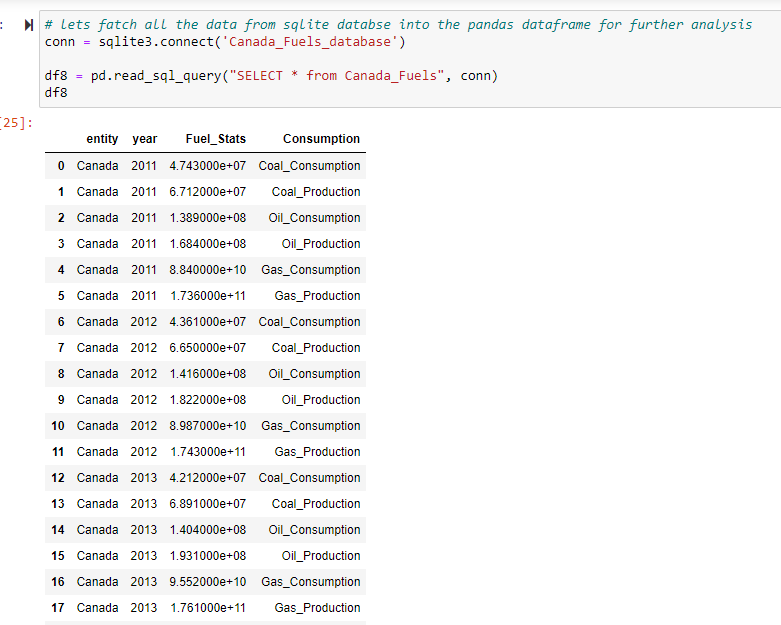 :
# lets fatch all the data from sqlite databse into the pandas dataframe for further analysis
conn = sqlite3.connect('Canada_Fuels_database')
df8 = pd.read_sql_query("SELECT * from Canada_Fuels", conn)
df8
[25]:
entity year Fuel_Stats Consumption
0 Canada 2011 4.743000e+07 Coal_Consumption
1 Canada 2011 6.712000e+07 Coal_Production
2 Canada 2011 1.389000e+08 Oil_Consumption
3 Canada 2011 1.684000e+08 Oil_Production
4 Canada 2011 8.840000e+10 Gas_Consumption
5 Canada 2011 1.736000e+11 Gas_Production
6 Canada 2012 4.361000e+07 Coal_Consumption
7 Canada 2012 6.650000e+07 Coal_Production
8 Canada 2012 1.416000e+08 Oil_Consumption
9 Canada 2012 1.822000e+08 Oil_Production
10 Canada 2012 8.987000e+10 Gas_Consumption
11 Canada 2012 1.743000e+11 Gas_Production
12 Canada 2013 4.212000e+07 Coal_Consumption
13 Canada 2013 6.891000e+07 Coal_Production
14 Canada 2013 1.404000e+08 Oil_Consumption
15 Canada 2013 1.931000e+08 Oil_Production
16 Canada 2013 9.552000e+10 Gas_Consumption
17 Canada 2013 1.761000e+11 Gas_Production